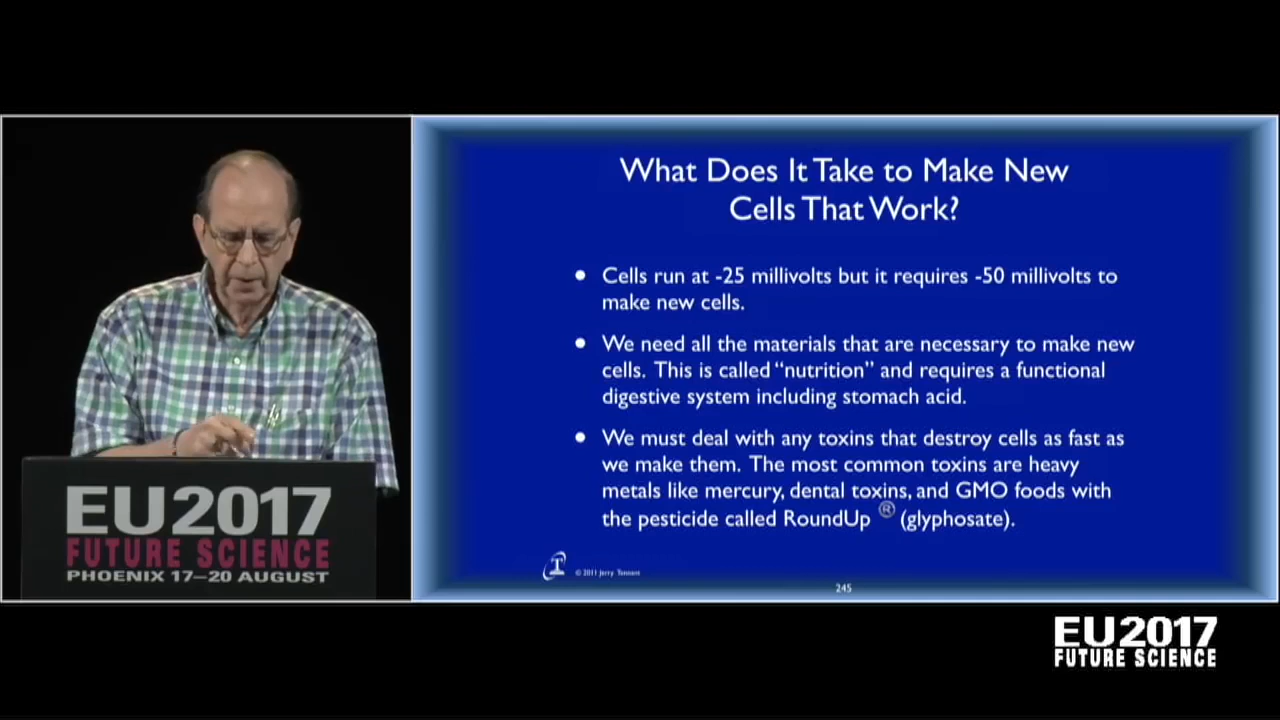 What Does It Take to Make New
Cells That Work?
• Cells run at -25 millivolts but it requires -50 millivolts to
make new cells.
• We need all the materials that are necessary to make new
cells. This is called "nutrition" and requires a functional
digestive system including stomach acid.
• We must deal with any toxins that destroy cells as fast as
we make them. The most common toxins are heavy
metals like mercury, dental toxins, and GMO foods with
the pesticide called RoundUp ® (glyphosate).
T © 2011 Jerry Tennant
245
EU2017
FUTURE SCIENCE
PHOENIX 17–20 AUGUST
EU2017
FUTURE SCIENCE